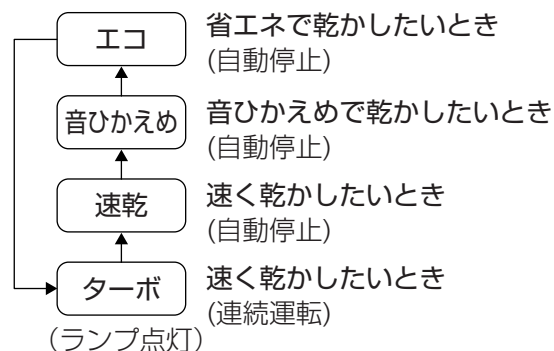 エコ
省エネで乾かしたいとき
(自動停止)
音ひかえめ
音ひかえめで乾かしたいとき
(自動停止)
速乾
速く乾かしたいとき
(自動停止)
ターボ
速く乾かしたいとき
(連続運転)
(ランプ点灯)